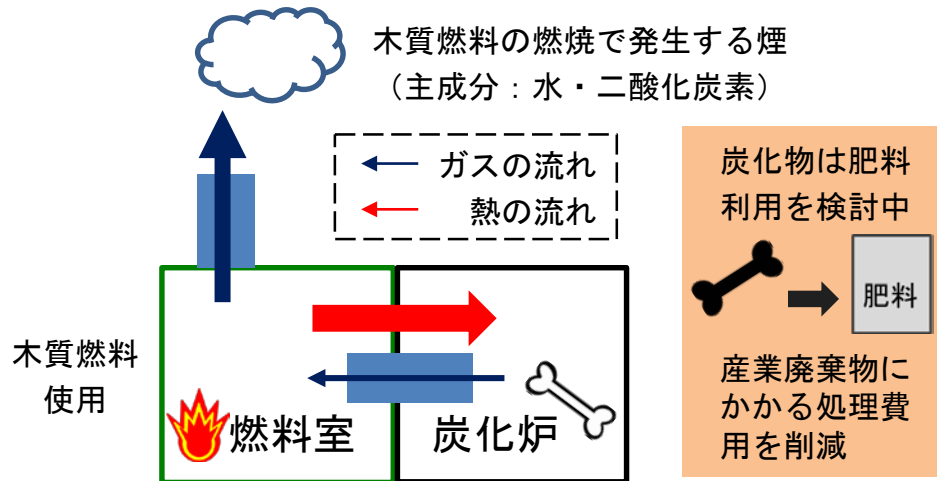 木質燃料の燃焼で発生する煙
（主成分：水・二酸化炭素）
ガスの流れ
熱の流れ
木質燃料
使用
燃料室
炭化炉
炭化物は肥料
利用を検討中
肥料
産業廃棄物に
かかる処理費
用を削減